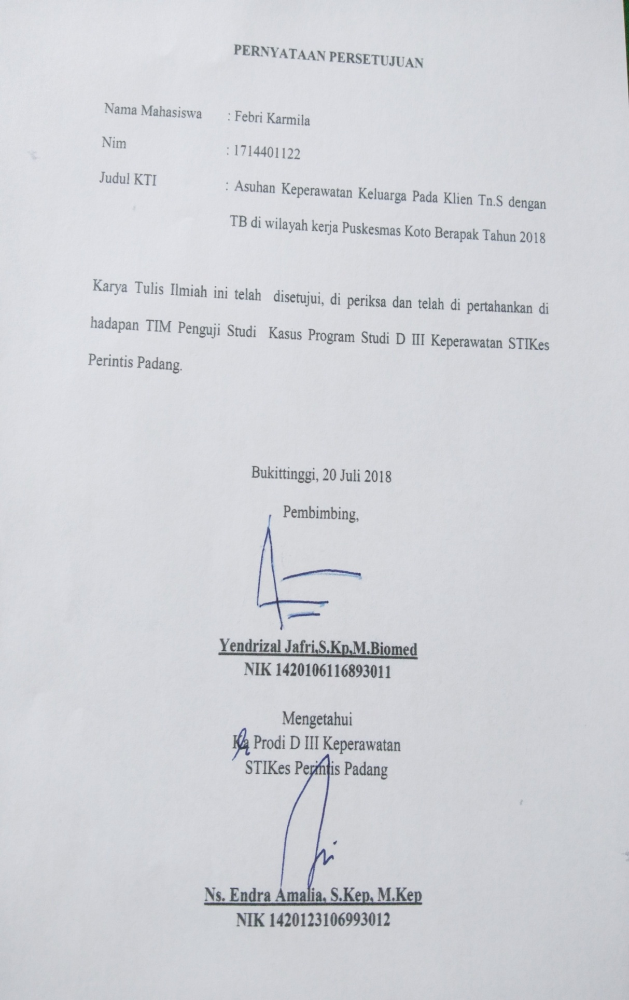 PERNYATAAN PERSETUJUAN
Nama Mahasiswa : Febri Karmila
Nim : 1714401122
Judul KTI : Asuhan Keperawatan Keluarga Pada Klien Tn.S dengan
TB di wilayah kerja Puskesmas Koto Berapak Tahun 2018
Karya Tulis Ilmiah ini telah disetujui, di periksa dan telah di pertahankan di
hadapan TIM Penguji Studi Kasus Program Studi D III Keperawatan STIKes
Perintis Padang.
Bukittinggi, 20 Juli 2018
Pembimbing,
Yendrizal Jafri,S.Kp,M.Biomed
NIK 1420106116893011
Mengetahui
Ka Prodi D III Keperawatan
STIKes Perintis Padang
Ns. Endra Amalia, S.Kep, M.Kep
NIK 1420123106993012